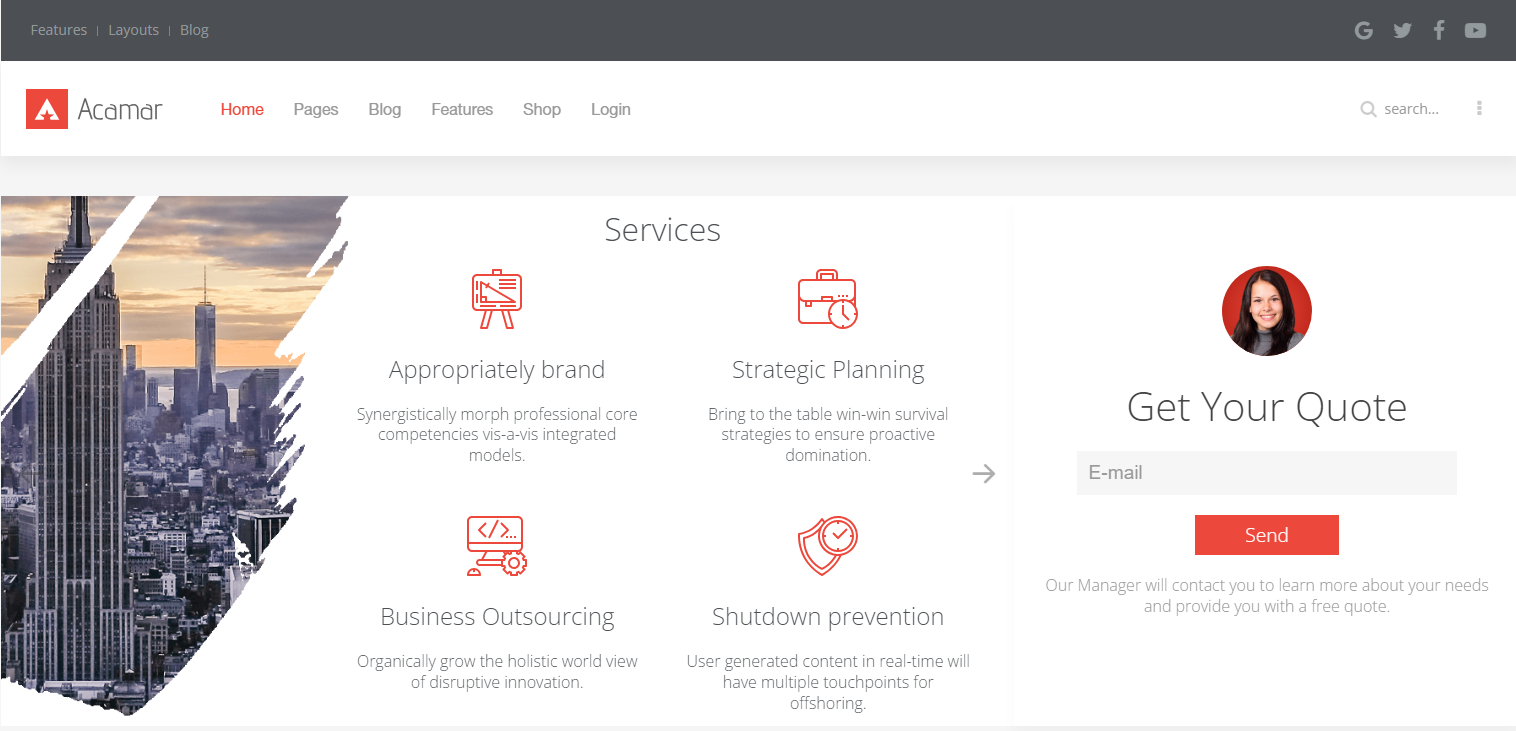 Features | Layouts | Blog
Acamar
Home Pages Blog Features Shop Login
search...
Services
Appropriately brand
Synergistically morph professional core
competencies vis-a-vis integrated
models.
Strategic Planning
Bring to the table win-win survival
strategies to ensure proactive
domination.
</>...
Business Outsourcing
Organically grow the holistic world view
of disruptive innovation.
Shutdown prevention
User generated content in real-time will
have multiple touchpoints for
offshoring.
Get Your Quote
E-mail
Send
Our Manager will contact you to learn more about your needs
and provide you with a free quote.